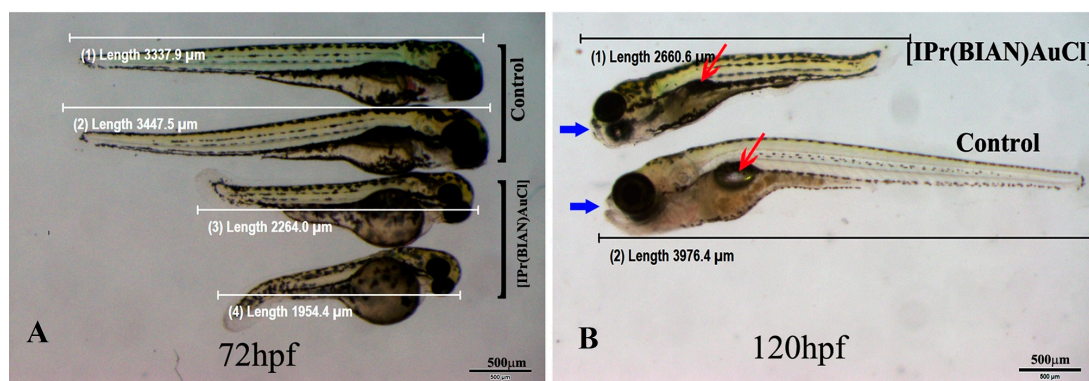 (1) Length 3337.9 µm
(2) Length 3447.5 µm
Control
(3) Length 2264.0 µm
(4) Length 1954.4 µm
[IPr(BIAN)AuCl]
A
72hpf
500µm
500 µm
(1) Length 2660.6 µm
[IPr(BIAN)AuCl]
Control
(2) Length 3976.4 µm
B
120hpf
500µm
500 µm